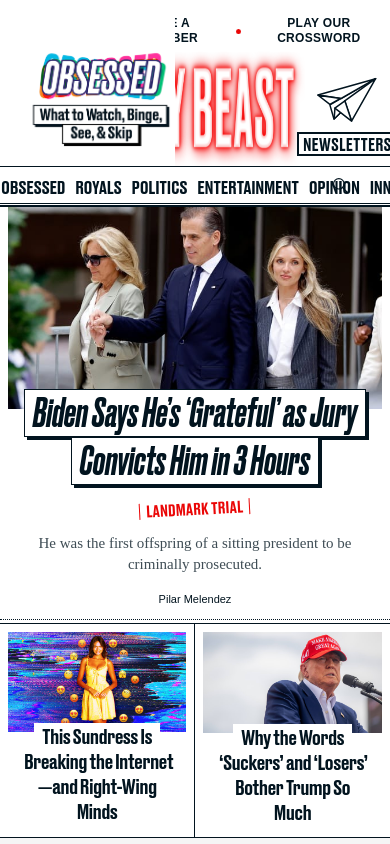 E A
BER
PLAY OUR
CROSSWORD
OBSESSED
What to Watch, Binge,
See, & Skip
Y BEAST
NEWSLETTERS
OBSESSED ROYALS POLITICS ENTERTAINMENT OPINION INN
MAKE AMERICA
Biden Says He’s ‘Grateful’ as Jury
Convicts Him in 3 Hours
LANDMARK TRIAL
He was the first offspring of a sitting president to be
criminally prosecuted.
Pilar Melendez
This Sundress Is
Breaking the Internet
—and Right-Wing
Minds
Why the Words
‘Suckers’ and ‘Losers’
Bother Trump So
Much